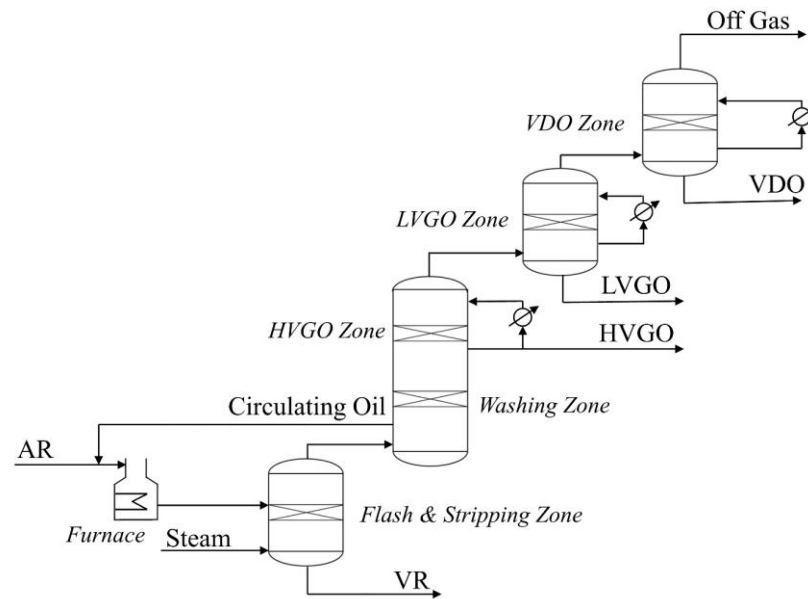 Off Gas
VDO Zone
VDO
LVGO Zone
LVGO
HVGO Zone
HVGO
Circulating Oil
Washing Zone
AR
Furnace
Steam
Flash & Stripping Zone
VR